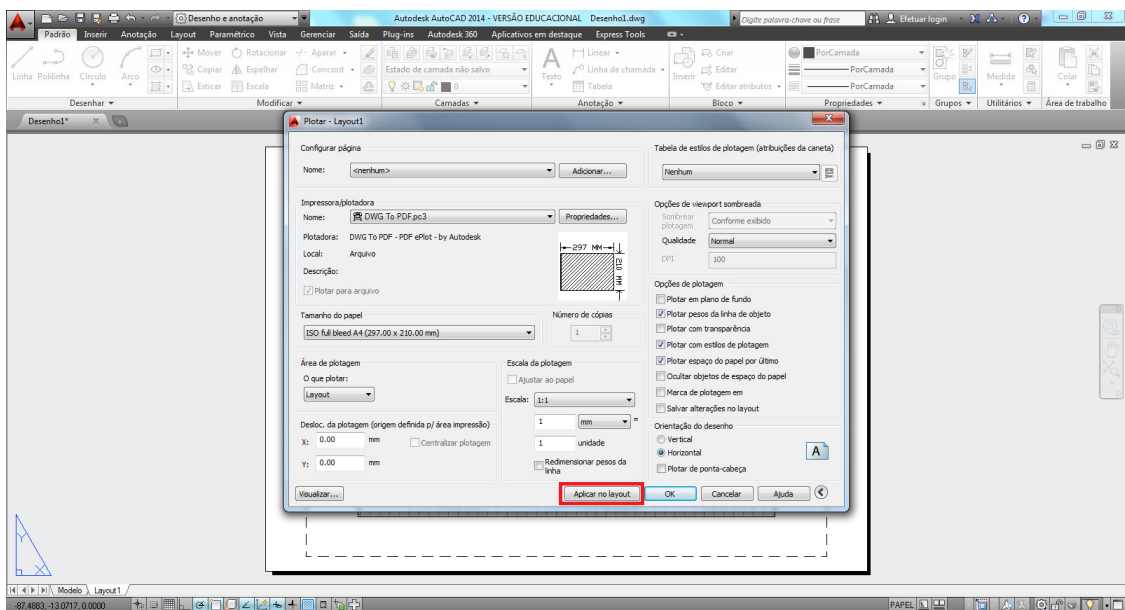 Desenho e anotação
Autodesk AutoCAD 2014 - VERSÃO EDUCACIONAL Desenho1.dwg
Digite palavra-chave ou frase
Efetuar login
Padrão Inserir Anotação Layout Paramétrico Vista Gerenciar Saída Plug-ins Autodesk 360 Aplicativos em destaque Express Tools
Mover Rotacionar Aparar Estado de camada não salvo Linear Criar PorCamada
Linha Polilinha Círculo Arco Copiar Espelhar Concord Texto Linha de chamada Inserir Editar PorCamada Grupo Medida Colar
Esticar Escala Matriz 0 Tabela Editar atributos PorCamada
Desenhar Modificar Camadas Anotação Bloco Propriedades Grupos Utilitários Área de trabalho
Desenho1*
Plotar - Layout1
Configurar página
Nome: <nenhum> Adicionar...
Tabela de estilos de plotagem (atribuições da caneta)
Nenhum
Impressora/plotadora
Nome: DWG To PDF.pc3 Propriedades...
Plotadora: DWG To PDF - PDF ePlot - by Autodesk
Local: Arquivo
Descrição:
Plotar para arquivo
297 MM
210 MM
Opções de viewport sombreada
Sombrear plotagem Conforme exibido
Qualidade Normal
DPI 100
Tamanho do papel
ISO full bleed A4 (297.00 x 210.00 mm)
Número de cópias
1
Opções de plotagem
Plotar em plano de fundo
Plotar pesos da linha de objeto
Plotar com transparência
Plotar com estilos de plotagem
Plotar espaço do papel por último
Ocultar objetos de espaço do papel
Marca de plotagem em
Salvar alterações no layout
Área de plotagem
O que plotar:
Layout
Escala da plotagem
Ajustar ao papel
Escala: 1:1
1 mm =
1 unidade
Redimensionar pesos da
linha
Desloc. da plotagem (origem definida p/ área impressão)
X: 0.00 mm Centralizar plotagem
Y: 0.00 mm
Orientação do desenho
Vertical
Horizontal
Plotar de ponta-cabeça
A
Visualizar... Aplicar no layout OK Cancelar Ajuda
Y
X
Modelo Layout1
-87.4883, -13.0717, 0.0000 PAPEL